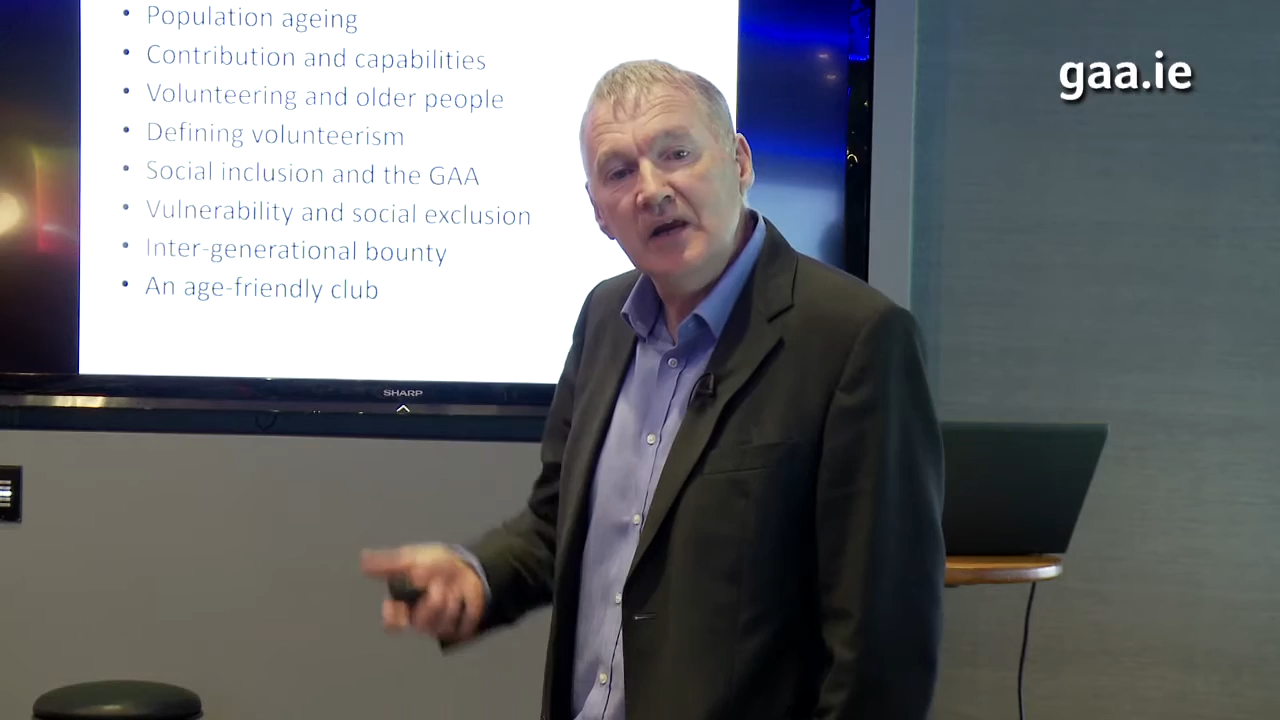 Population ageing
Contribution and capabilities
Volunteering and older people
Defining volunteerism
Social inclusion and the GAA
Vulnerability and social exclusion
Inter-generational bounty
An age-friendly club
SHARP
gaa.ie